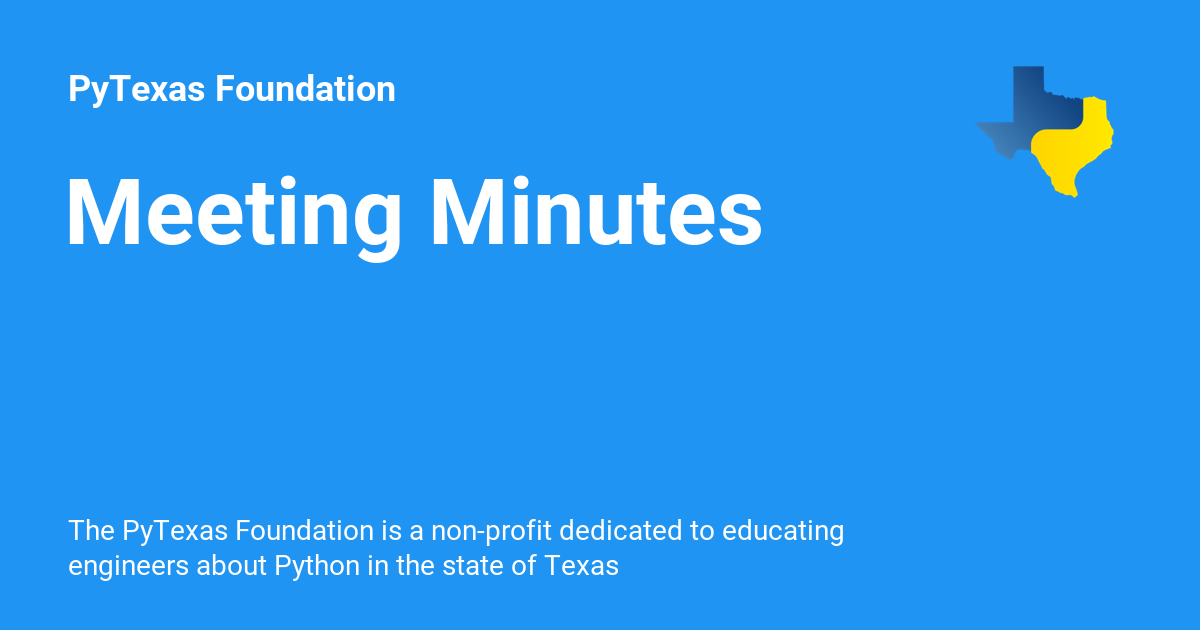 PyTexas Foundation
Meeting Minutes
The PyTexas Foundation is a non-profit dedicated to educating
engineers about Python in the state of Texas